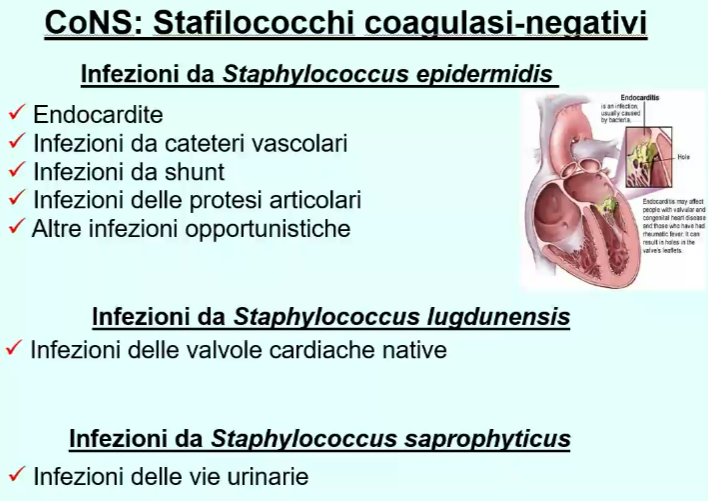 CoNS: Stafilococchi coagulasi-negativi
Infezioni da Staphylococcus epidermidis
✓ Endocardite
✓ Infezioni da cateteri vascolari
✓ Infezioni da shunt
✓ Infezioni delle protesi articolari
✓ Altre infezioni opportunistiche
Endocarditis
is an infection,
usually caused
by bacteria.
Hole
Endocarditis may affect
people with valvular and
congenital heart disease
and those who have had
rheumatic fever. It can
result in holes in the
valve's leaflets.
Infezioni da Staphylococcus lugdunensis
✓ Infezioni delle valvole cardiache native
Infezioni da Staphylococcus saprophyticus
✓ Infezioni delle vie urinarie